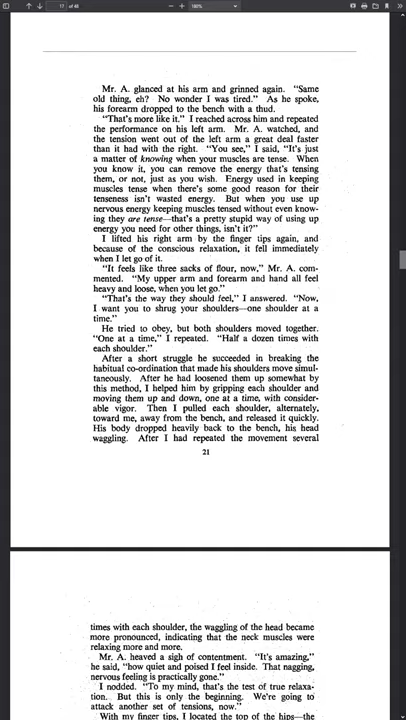 17 of 48
100%
Mr. A. glanced at his arm and grinned again. "Same
old thing, eh? No wonder I was tired." As he spoke,
his forearm dropped to the bench with a thud.
"That's more like it." I reached across him and repeated
the performance on his left arm. Mr. A. watched, and
the tension went out of the left arm a great deal faster
than it had with the right. "You see," I said, "It's just
a matter of knowing when your muscles are tense. When
you know it, you can remove the energy that's tensing
them, or not, just as you wish. Energy used in keeping
muscles tense when there's some good reason for their
tenseness isn't wasted energy. But when you use up
nervous energy keeping muscles tensed without even know-
ing they are tense—that's a pretty stupid way of using up
energy you need for other things, isn't it?"
I lifted his right arm by the finger tips again, and
because of the conscious relaxation, it fell immediately
when I let go of it.
"It feels like three sacks of flour, now," Mr. A. com-
mented. "My upper arm and forearm and hand all feel
heavy and loose, when you let go."
"That's the way they should feel," I answered. "Now,
I want you to shrug your shoulders—one shoulder at a
time."
He tried to obey, but both shoulders moved together.
"One at a time," I repeated. "Half a dozen times with
each shoulder."
After a short struggle he succeeded in breaking the
habitual co-ordination that made his shoulders move simul-
taneously. After he had loosened them up somewhat by
this method, I helped him by gripping each shoulder and
moving them up and down, one at a time, with consider-
able vigor. Then I pulled each shoulder, alternately,
toward me, away from the bench, and released it quickly.
His body dropped heavily back to the bench, his head
waggling. After I had repeated the movement several
21
times with each shoulder, the waggling of the head became
more pronounced, indicating that the neck muscles were
relaxing more and more.
Mr. A. heaved a sigh of contentment. "It's amazing,"
he said, "how quiet and poised I feel inside. That nagging,
nervous feeling is practically gone."
I nodded. "To my mind, that's the test of true relaxa-
tion. But this is only the beginning. We're going to
attack another set of tensions, now."
With my finger tips, I located the top of the hips—the